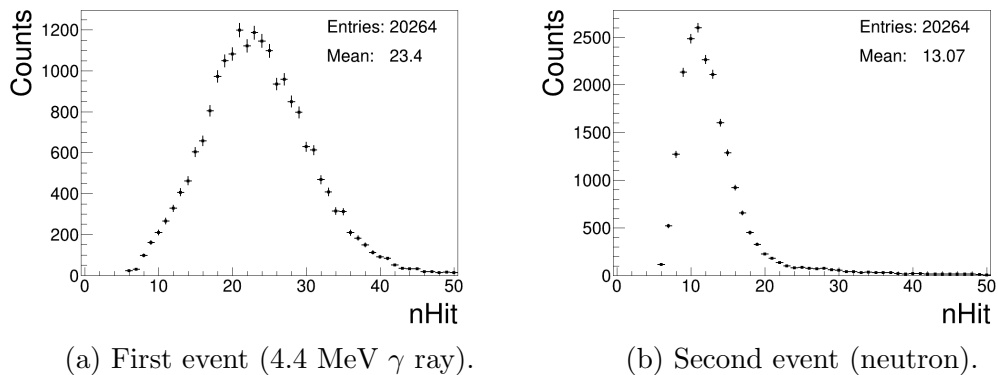 Counts
1200
1000
800
600
400
200
0
Entries: 20264
Mean: 23.4
0 10 20 30 40 50
nHit
(a) First event (4.4 MeV γ ray).
Counts
2500
2000
1500
1000
500
0
Entries: 20264
Mean: 13.07
0 10 20 30 40 50
nHit
(b) Second event (neutron).